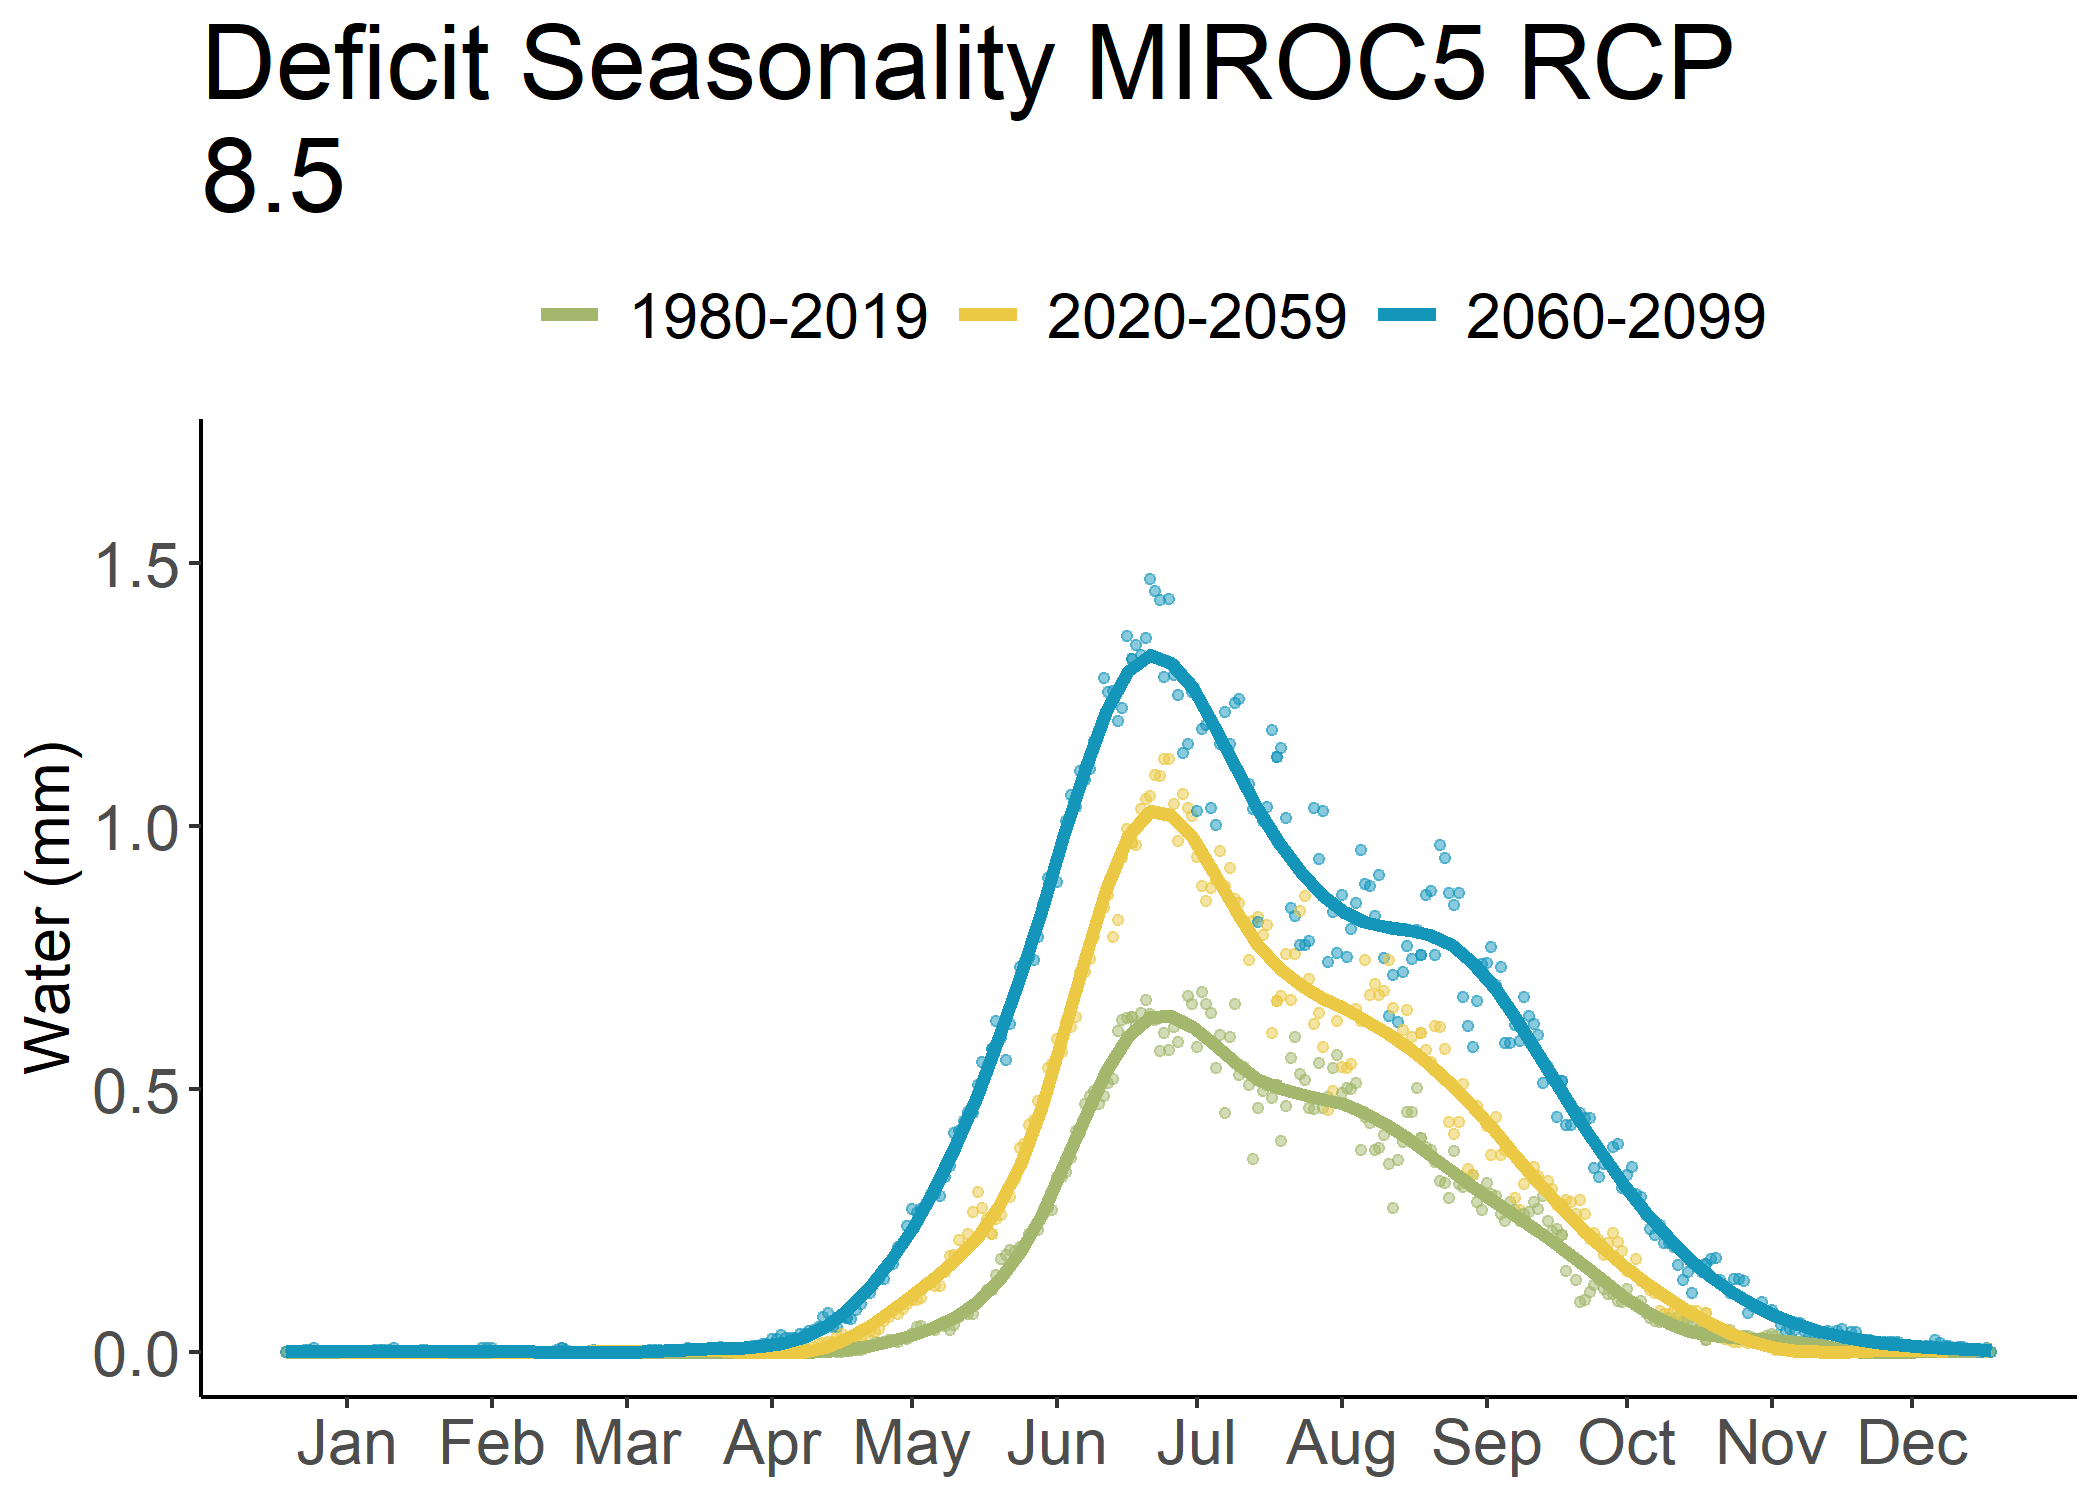 Deficit Seasonality MIROC5 RCP
8.5
1980-2019 2020-2059 2060-2099
Water (mm)
1.5
1.0
0.5
0.0
Jan Feb Mar Apr May Jun Jul Aug Sep Oct Nov Dec